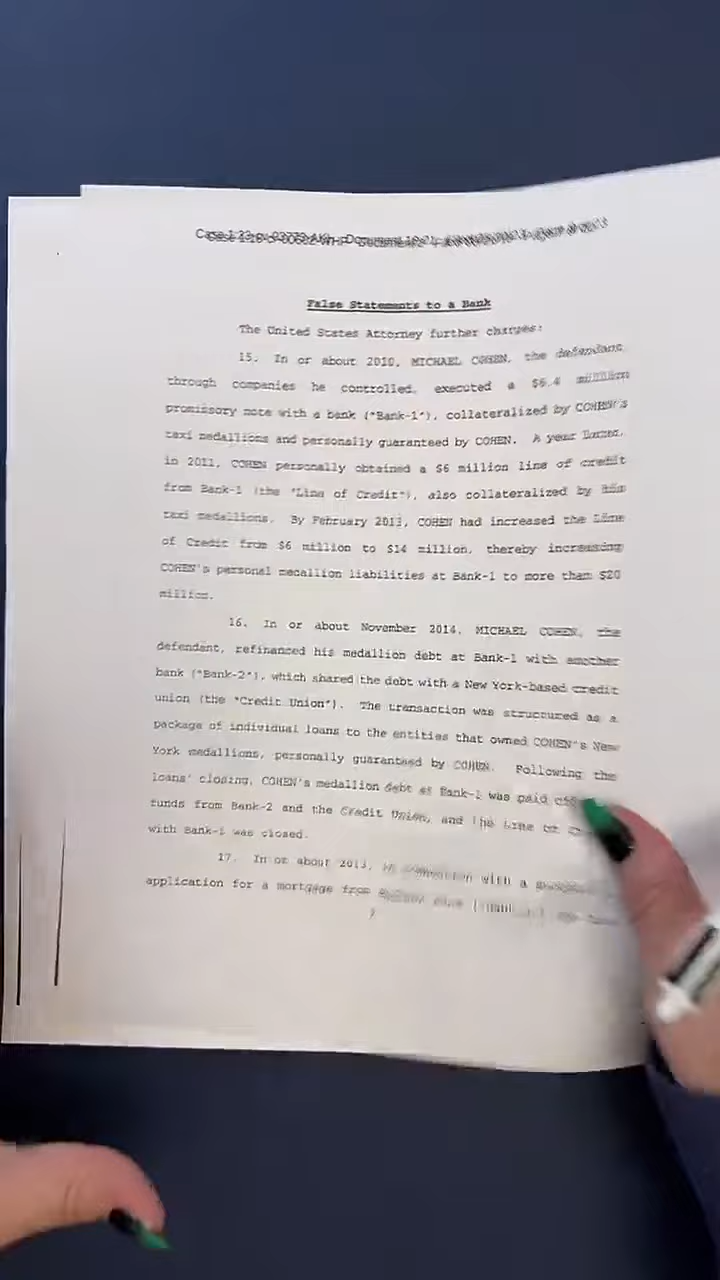 False Statements to a Bank
The United States Attorney further charges:
15. In or about 2010, MICHAEL COHEN, the defendant,
through companies he controlled, executed a $6.4 million
promissory note with a bank ("Bank-1"), collateralized by COHEN's
taxi medallions and personally guaranteed by COHEN. A year later,
in 2011, COHEN personally obtained a $6 million line of credit
from Bank-1 (the "Line of Credit"), also collateralized by his
taxi medallions. By February 2013, COHEN had increased the Line
of Credit from $6 million to $14 million, thereby increasing
COHEN's personal medallion liabilities at Bank-1 to more than $20
million.
16. In or about November 2014, MICHAEL COHEN, the
defendant, refinanced his medallion debt at Bank-1 with another
bank ("Bank-2"), which shared the debt with a New York-based credit
union (the "Credit Union"). The transaction was structured as a
package of individual loans to the entities that owned COHEN's New
York medallions, personally guaranteed by COHEN. Following the
loans' closing, COHEN's medallion debt at Bank-1 was paid off
funds from Bank-2 and the Credit Union, and the Line of
with Bank-1 was closed.
17. In or about 2013, in connection with a
application for a mortgage from
7